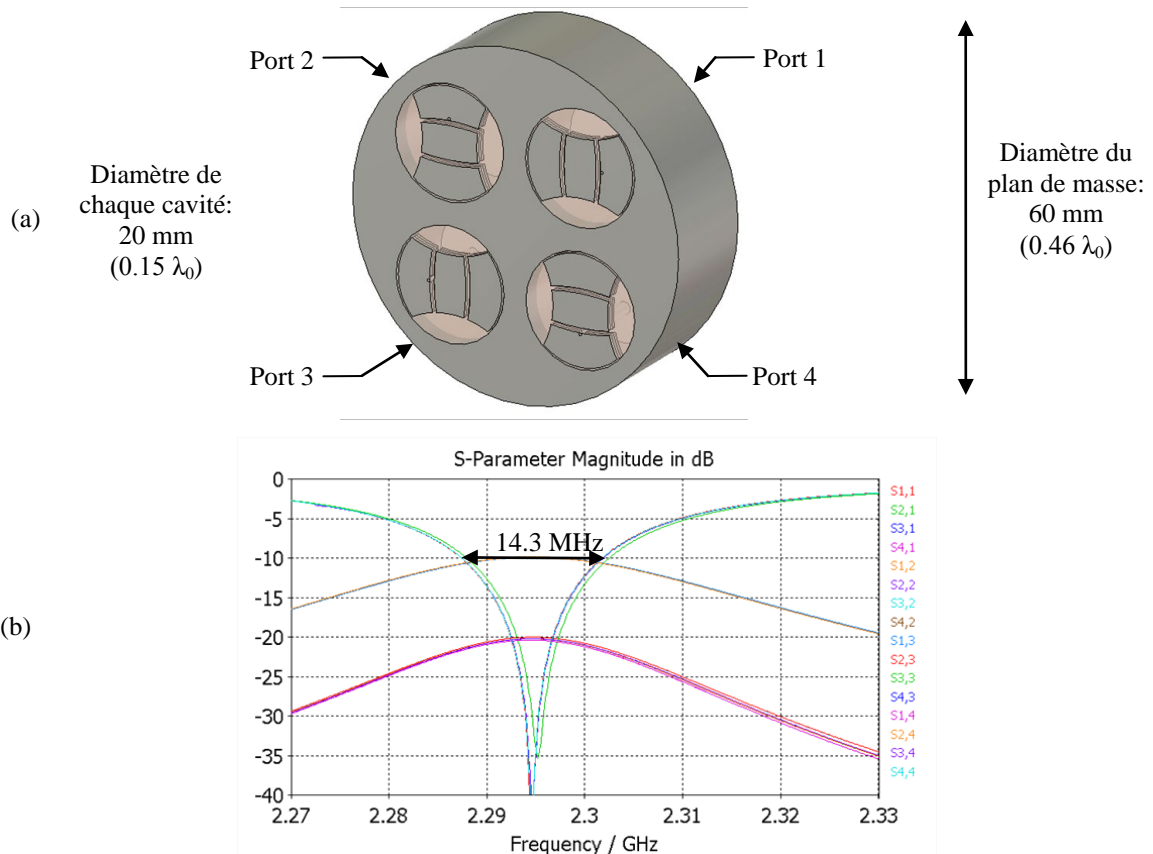 Port 2
Port 1
(a)
Diamètre de
chaque cavité:
20 mm
(0.15 λ₀)
Diamètre du
plan de masse:
60 mm
(0.46 λ₀)
Port 3
Port 4
(b)
S-Parameter Magnitude in dB
14.3 MHz
0
-5
-10
-15
-20
-25
-30
-35
-40
2.27
2.28
2.29
2.3
2.31
2.32
2.33
Frequency / GHz
S1,1
S2,1
S3,1
S4,1
S1,2
S2,2
S3,2
S4,2
S1,3
S2,3
S3,3
S4,3
S1,4
S2,4
S3,4
S4,4